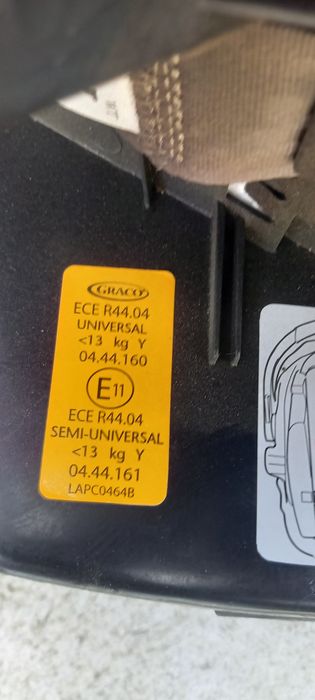 GRACO
ECE R44.04
UNIVERSAL
<13 kg Y
04.44.160
E11
ECE R44.04
SEMI-UNIVERSAL
<13 kg Y
04.44.161
LAPC0464B